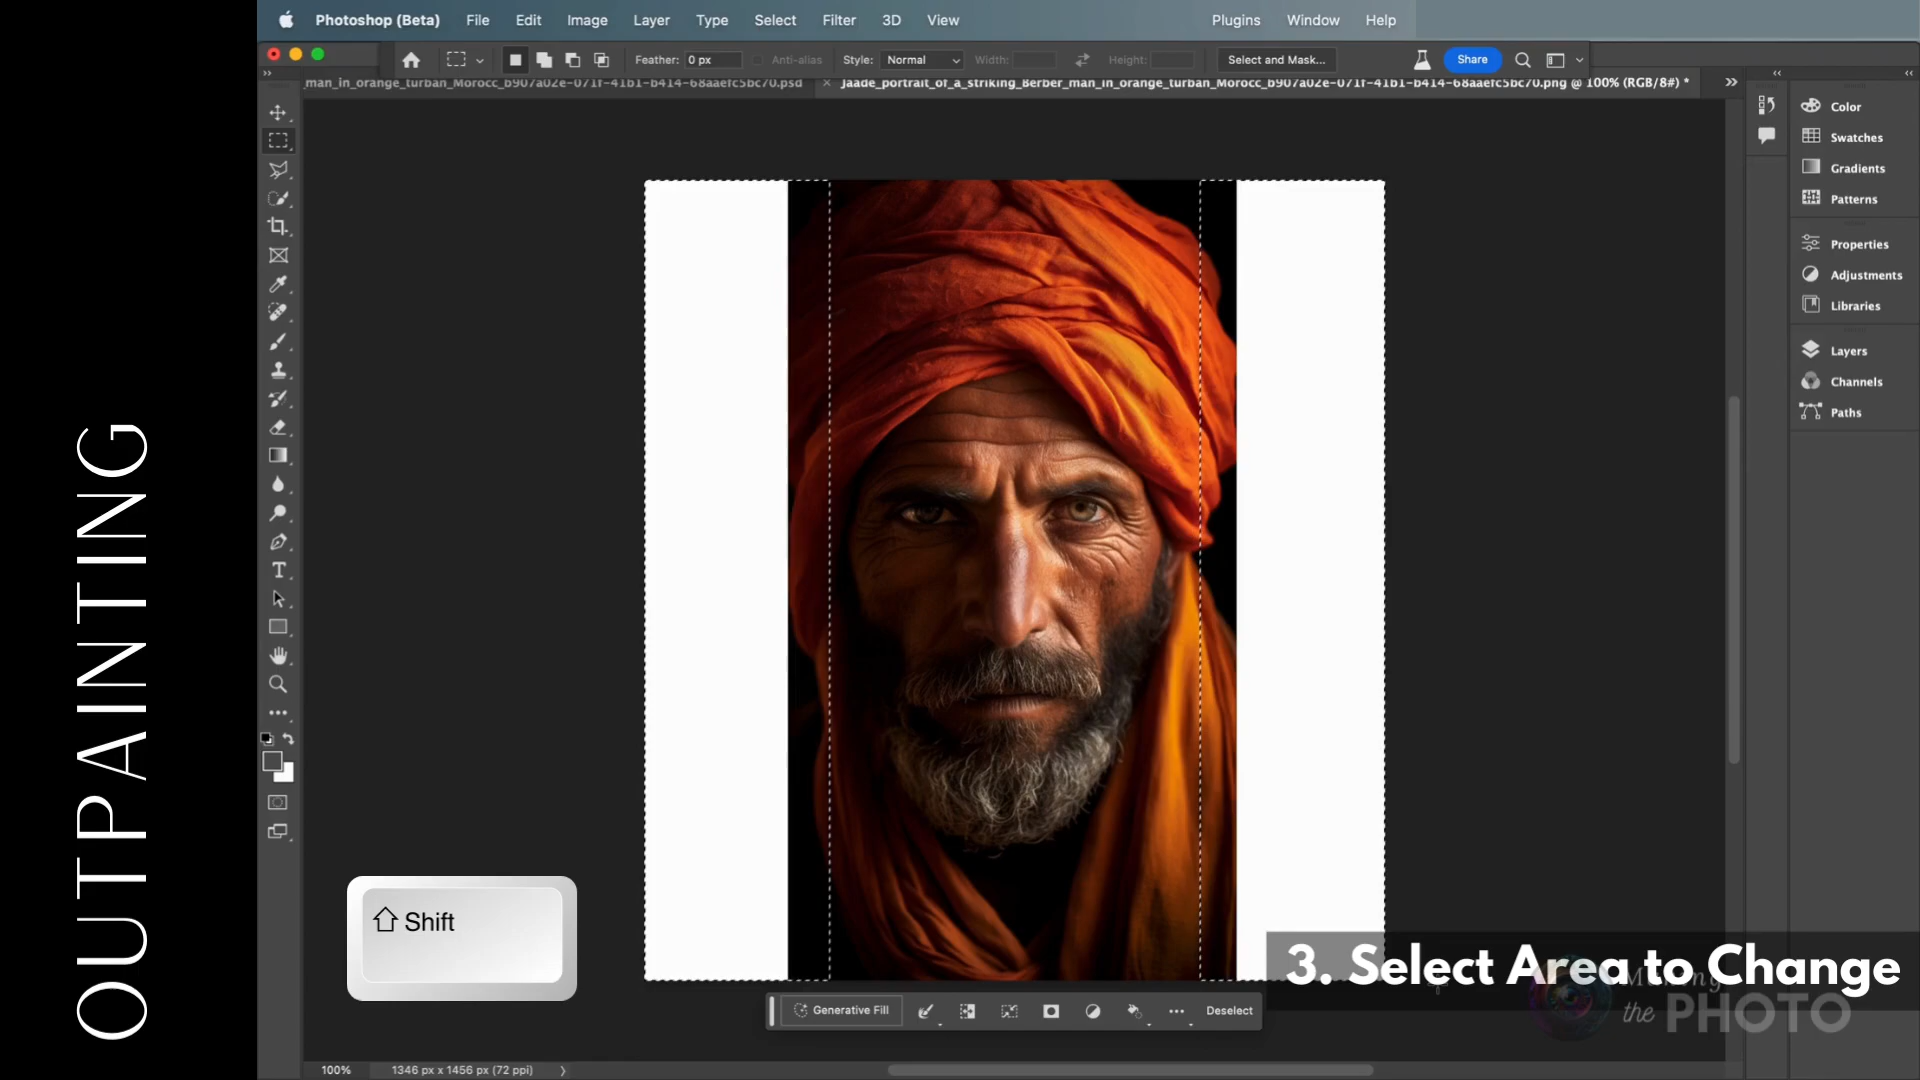 Photoshop (Beta) File Edit Image Layer Type Select Filter 3D View Plugins Window Help
Feather: 0 px Anti-alias Style: Normal Width: Height: Select and Mask... Share
_man_in_orange_turban_Morocc_b907a02e-071f-41b1-b414-68aaefc5bc70.psd × Jaade_portrait_of_a_striking_Berber_man_in_orange_turban_Morocc_b907a02e-071f-41b1-b414-68aaefc5bc70.png @ 100% (RGB/8#) *
Color
Swatches
Gradients
Patterns
Properties
Adjustments
Libraries
Layers
Channels
Paths
OUTPAINTING
Shift
3. Select Area to Change
Making
the PHOTO
Generative Fill Deselect
100% 1346 px x 1456 px (72 ppi)